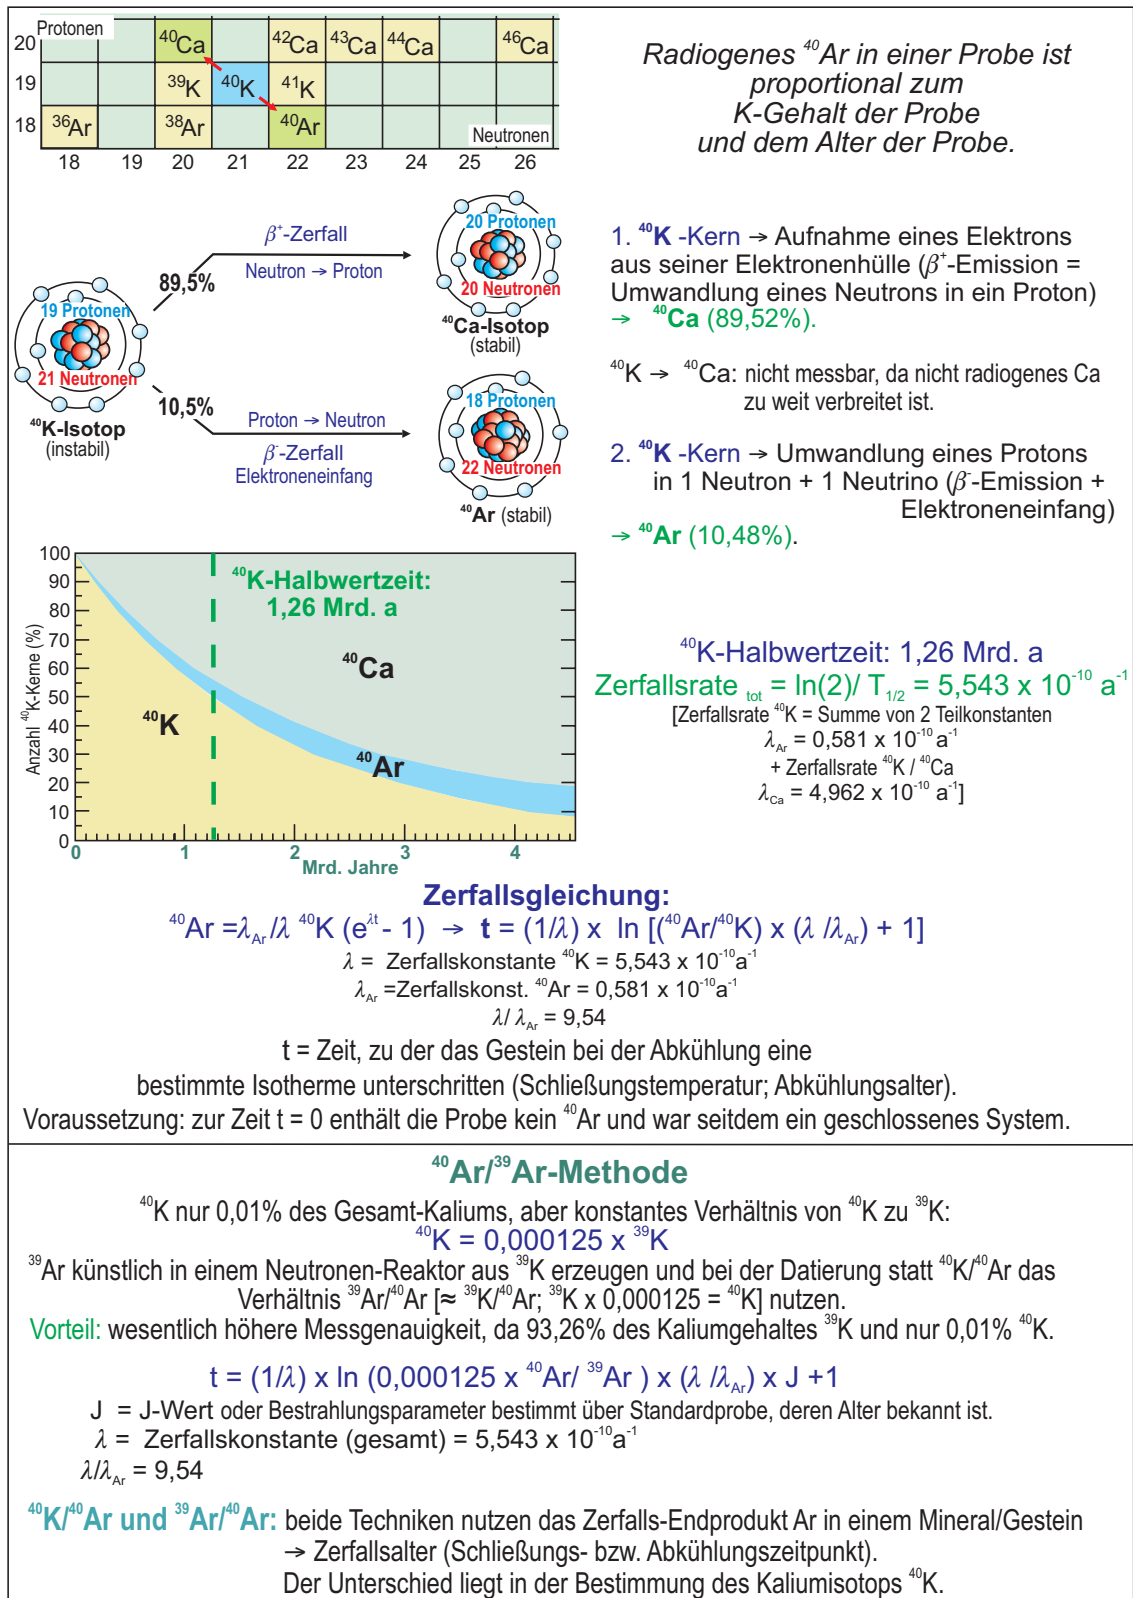 Protonen
20 ⁴⁰Ca ⁴²Ca ⁴³Ca ⁴⁴Ca ⁴⁶Ca
19 ³⁹K ⁴⁰K ⁴¹K
18 ³⁶Ar ³⁸Ar ⁴⁰Ar
Neutronen
18 19 20 21 22 23 24 25 26
Radiogenes ⁴⁰Ar in einer Probe ist
proportional zum
K-Gehalt der Probe
und dem Alter der Probe.
19 Protonen
21 Neutronen
⁴⁰K-Isotop
(instabil)
89,5%
β⁺-Zerfall
Neutron → Proton
20 Protonen
20 Neutronen
⁴⁰Ca-Isotop
(stabil)
10,5%
Proton → Neutron
β⁻-Zerfall
Elektroneneinfang
18 Protonen
22 Neutronen
⁴⁰Ar (stabil)
1. ⁴⁰K -Kern → Aufnahme eines Elektrons
aus seiner Elektronenhülle (β⁺-Emission =
Umwandlung eines Neutrons in ein Proton)
→ ⁴⁰Ca (89,52%).
⁴⁰K → ⁴⁰Ca: nicht messbar, da nicht radiogenes Ca
zu weit verbreitet ist.
2. ⁴⁰K -Kern → Umwandlung eines Protons
in 1 Neutron + 1 Neutrino (β⁻-Emission +
Elektroneneinfang)
→ ⁴⁰Ar (10,48%).
Anzahl ⁴⁰K-Kerne (%)
100
90
80
70
60
50
40
30
20
10
0
⁴⁰K-Halbwertzeit:
1,26 Mrd. a
⁴⁰Ca
⁴⁰K
⁴⁰Ar
0 1 2 3 4
Mrd. Jahre
⁴⁰K-Halbwertzeit: 1,26 Mrd. a
Zerfallsrate tot = ln(2)/ T₁/₂ = 5,543 x 10⁻¹⁰ a⁻¹
[Zerfallsrate ⁴⁰K = Summe von 2 Teilkonstanten
λAr = 0,581 x 10⁻¹⁰ a⁻¹
+ Zerfallsrate ⁴⁰K / ⁴⁰Ca
λCa = 4,962 x 10⁻¹⁰ a⁻¹]
Zerfallsgleichung:
⁴⁰Ar =λAr/λ ⁴⁰K (e^λt - 1) → t = (1/λ) x ln [(⁴⁰Ar/⁴⁰K) x (λ /λAr) + 1]
λ = Zerfallskonstante ⁴⁰K = 5,543 x 10⁻¹⁰a⁻¹
λAr =Zerfallskonst. ⁴⁰Ar = 0,581 x 10⁻¹⁰a⁻¹
λ/ λAr = 9,54
t = Zeit, zu der das Gestein bei der Abkühlung eine
bestimmte Isotherme unterschritten (Schließungstemperatur; Abkühlungsalter).
Voraussetzung: zur Zeit t = 0 enthält die Probe kein ⁴⁰Ar und war seitdem ein geschlossenes System.
⁴⁰Ar/³⁹Ar-Methode
⁴⁰K nur 0,01% des Gesamt-Kaliums, aber konstantes Verhältnis von ⁴⁰K zu ³⁹K:
⁴⁰K = 0,000125 x ³⁹K
³⁹Ar künstlich in einem Neutronen-Reaktor aus ³⁹K erzeugen und bei der Datierung statt ⁴⁰K/⁴⁰Ar das
Verhältnis ³⁹Ar/⁴⁰Ar [≈ ³⁹K/⁴⁰Ar; ³⁹K x 0,000125 = ⁴⁰K] nutzen.
Vorteil: wesentlich höhere Messgenauigkeit, da 93,26% des Kaliumgehaltes ³⁹K und nur 0,01% ⁴⁰K.
t = (1/λ) x ln (0,000125 x ⁴⁰Ar/ ³⁹Ar ) x (λ /λAr) x J +1
J = J-Wert oder Bestrahlungsparameter bestimmt über Standardprobe, deren Alter bekannt ist.
λ = Zerfallskonstante (gesamt) = 5,543 x 10⁻¹⁰a⁻¹
λ/λAr = 9,54
⁴⁰K/⁴⁰Ar und ³⁹Ar/⁴⁰Ar: beide Techniken nutzen das Zerfalls-Endprodukt Ar in einem Mineral/Gestein
→ Zerfallsalter (Schließungs- bzw. Abkühlungszeitpunkt).
Der Unterschied liegt in der Bestimmung des Kaliumisotops ⁴⁰K.